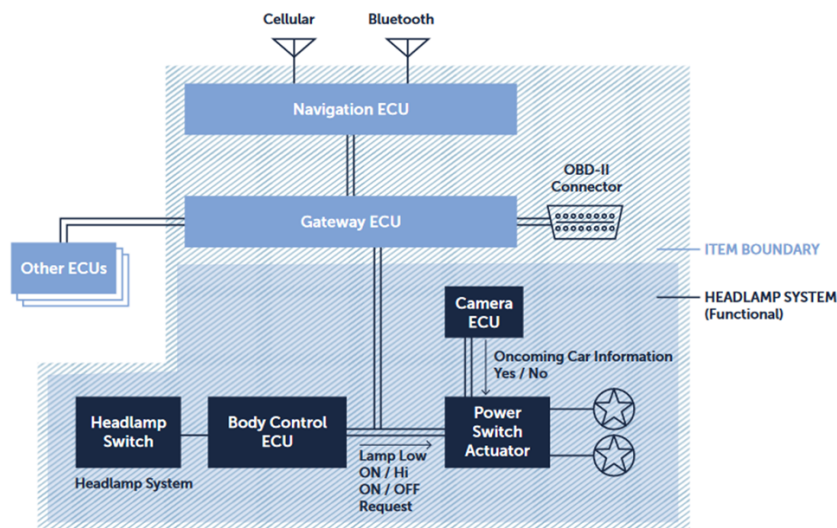 Cellular
Bluetooth
Navigation ECU
OBD-II
Connector
Gateway ECU
Other ECUs
ITEM BOUNDARY
HEADLAMP SYSTEM
(Functional)
Camera
ECU
Oncoming Car Information
Yes / No
Headlamp
Switch
Body Control
ECU
Power
Switch
Actuator
Lamp Low
ON / Hi
ON / OFF
Request
Headlamp System